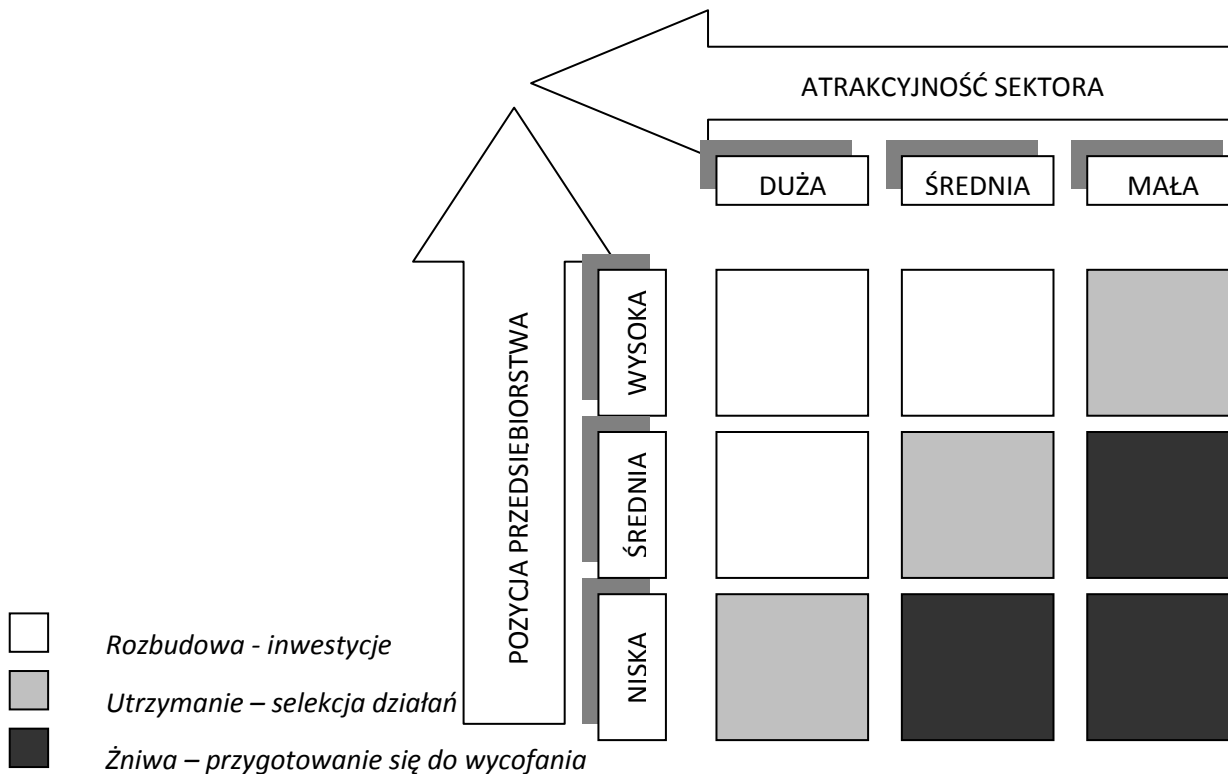 ATRAKCYJNOŚĆ SEKTORA
DUŻA
ŚREDNIA
MAŁA
POZYCJA PRZEDSIĘBIORSTWA
WYSOKA
ŚREDNIA
NISKA
Rozbudowa - inwestycje
Utrzymanie – selekcja działań
Żniwa – przygotowanie się do wycofania